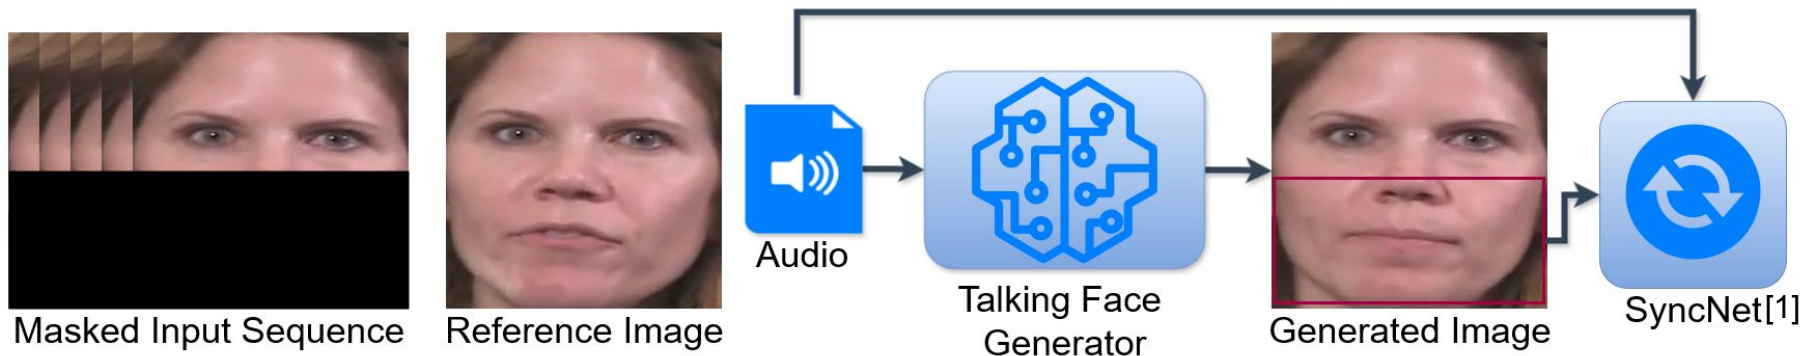 Masked Input Sequence
Reference Image
Audio
Talking Face
Generator
Generated Image
SyncNet[1]